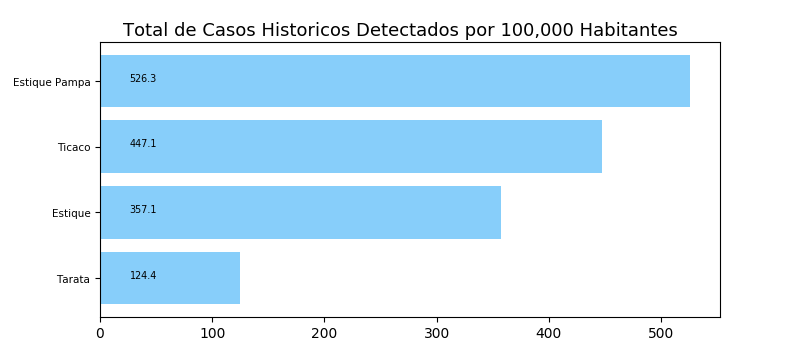 Total de Casos Historicos Detectados por 100,000 Habitantes
Estique Pampa 526.3
Ticaco 447.1
Estique 357.1
Tarata 124.4
0 100 200 300 400 500